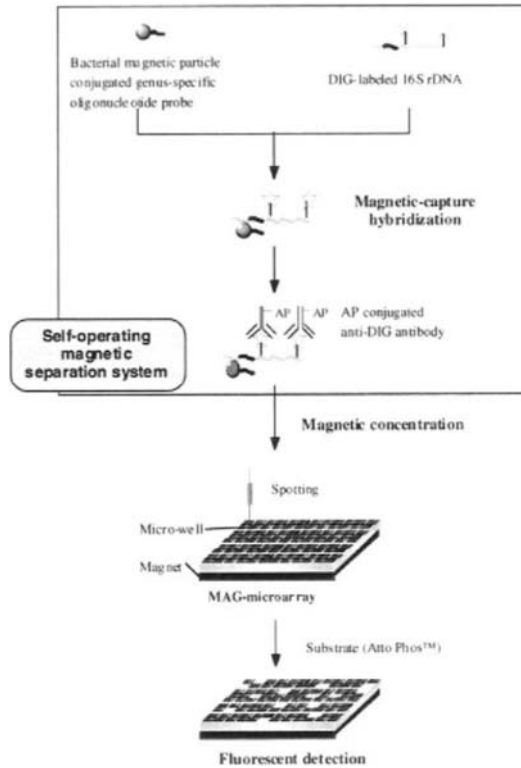 Bacterial magnetic particle
conjugated genus-specific
oligonucleotide probe
DIG-labeled 16S rDNA
Magnetic-capture
hybridization
AP
AP
AP conjugated
anti-DIG antibody
Self-operating
magnetic
separation system
Magnetic concentration
Spotting
Micro-well
Magnet
MAG-microarray
Substrate (Atto Phos™)
Fluorescent detection